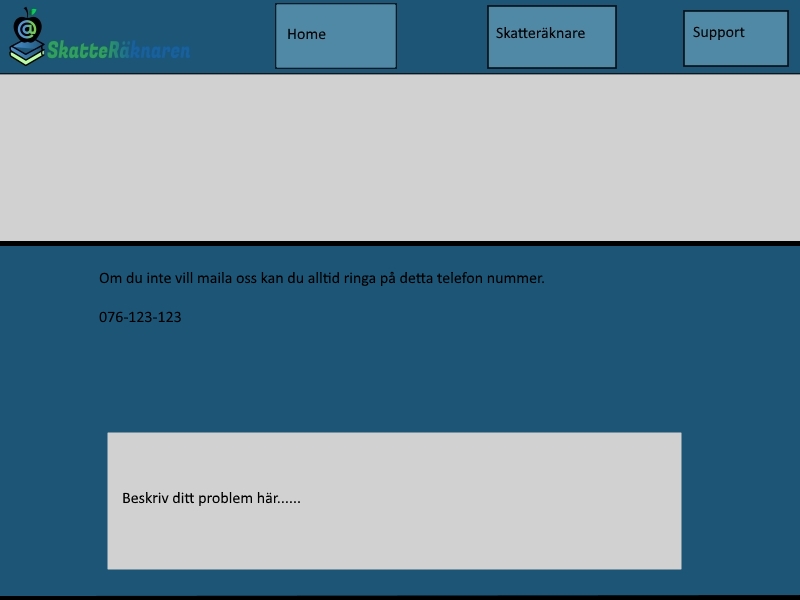 SkatteRäknaren
Home
Skatteräknare
Support
Om du inte vill maila oss kan du alltid ringa på detta telefon nummer.
076-123-123
Beskriv ditt problem här......